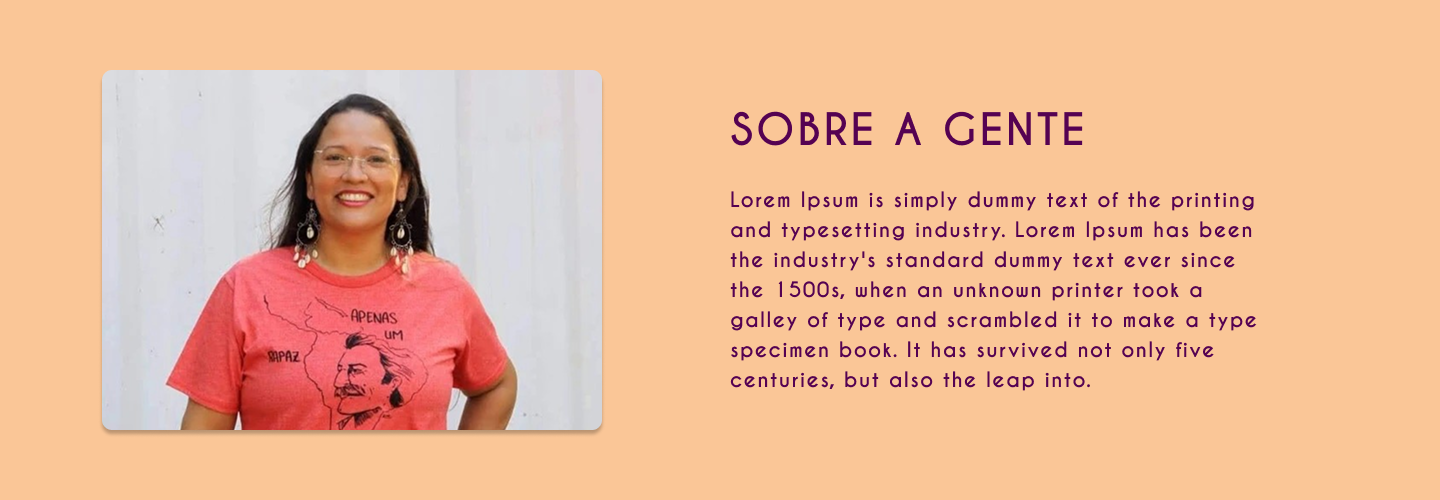 SOBRE A GENTE
Lorem Ipsum is simply dummy text of the printing
and typesetting industry. Lorem Ipsum has been
the industry's standard dummy text ever since
the 1500s, when an unknown printer took a
galley of type and scrambled it to make a type
specimen book. It has survived not only five
centuries, but also the leap into.
APENAS
UM
RAPAZ